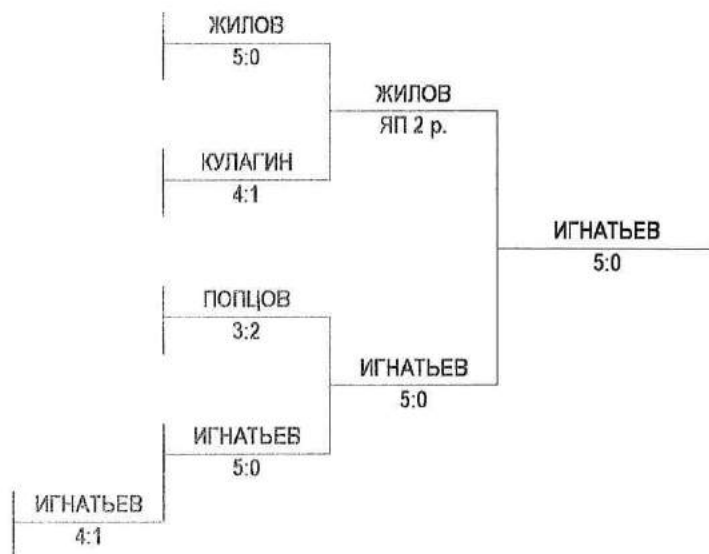 ЖИЛОВ
5:0
ЖИЛОВ
ЯП 2 р.
КУЛАГИН
4:1
ИГНАТЬЕВ
5:0
ПОПЦОВ
3:2
ИГНАТЬЕВ
5:0
ИГНАТЬЕВ
5:0
ИГНАТЬЕВ
4:1